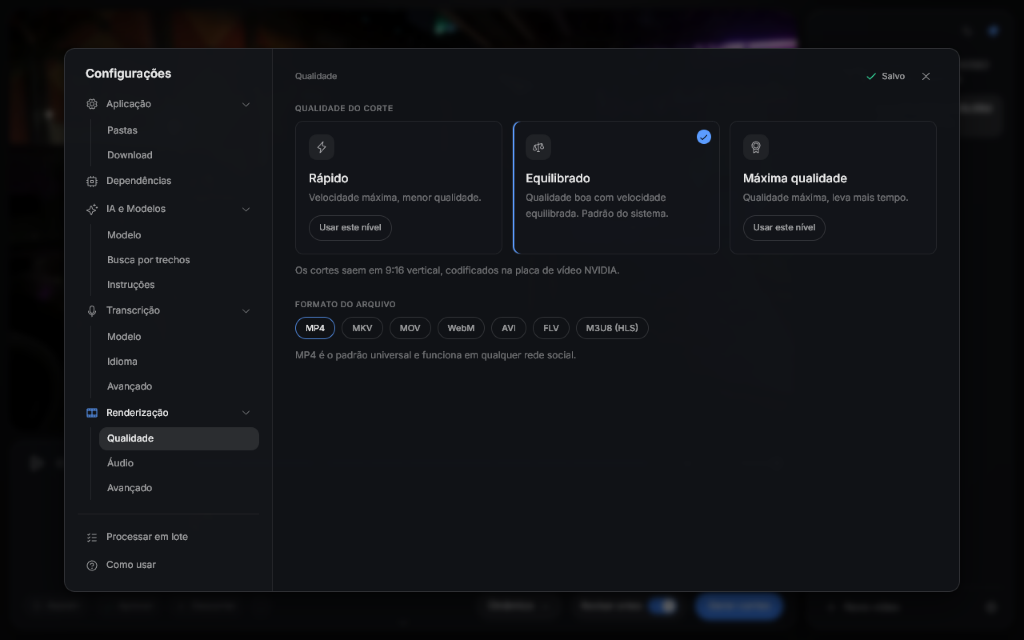 Configurações
Aplicação
Pastas
Download
Dependências
IA e Modelos
Modelo
Busca por trechos
Instruções
Transcrição
Modelo
Idioma
Avançado
Renderização
Qualidade
Áudio
Avançado
Processar em lote
Como usar
Qualidade
Salvo
QUALIDADE DO CORTE
Rápido
Velocidade máxima, menor qualidade.
Usar este nível
Equilibrado
Qualidade boa com velocidade
equilibrada. Padrão do sistema.
Máxima qualidade
Qualidade máxima, leva mais tempo.
Usar este nível
Os cortes saem em 9:16 vertical, codificados na placa de vídeo NVIDIA.
FORMATO DO ARQUIVO
MP4
MKV
MOV
WebM
AVI
FLV
M3U8 (HLS)
MP4 é o padrão universal e funciona em qualquer rede social.